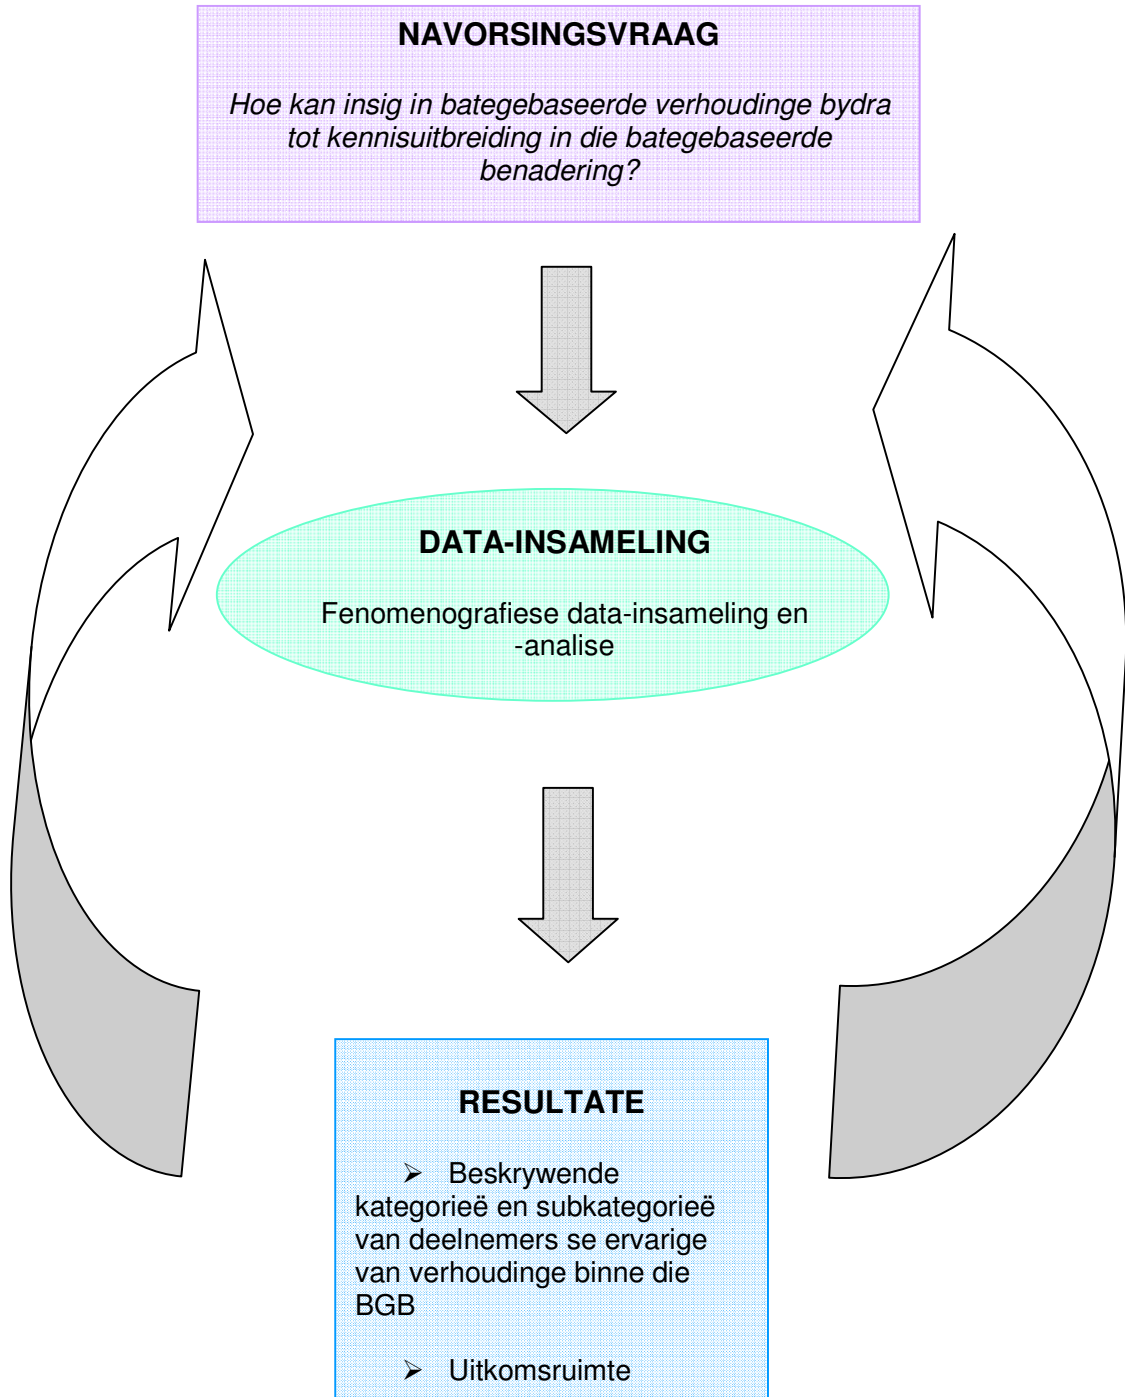 NAVORSINGSVRAAG
Hoe kan insig in bategebaseerde verhoudinge bydra
tot kennisuitbreiding in die bategebaseerde
benadering?
DATA-INSAMELING
Fenomenografiese data-insameling en
-analise
RESULTATE
➢ Beskrywende
kategorieë en subkategorieë
van deelnemers se ervarige
van verhoudinge binne die
BGB
➢ Uitkomsruimte